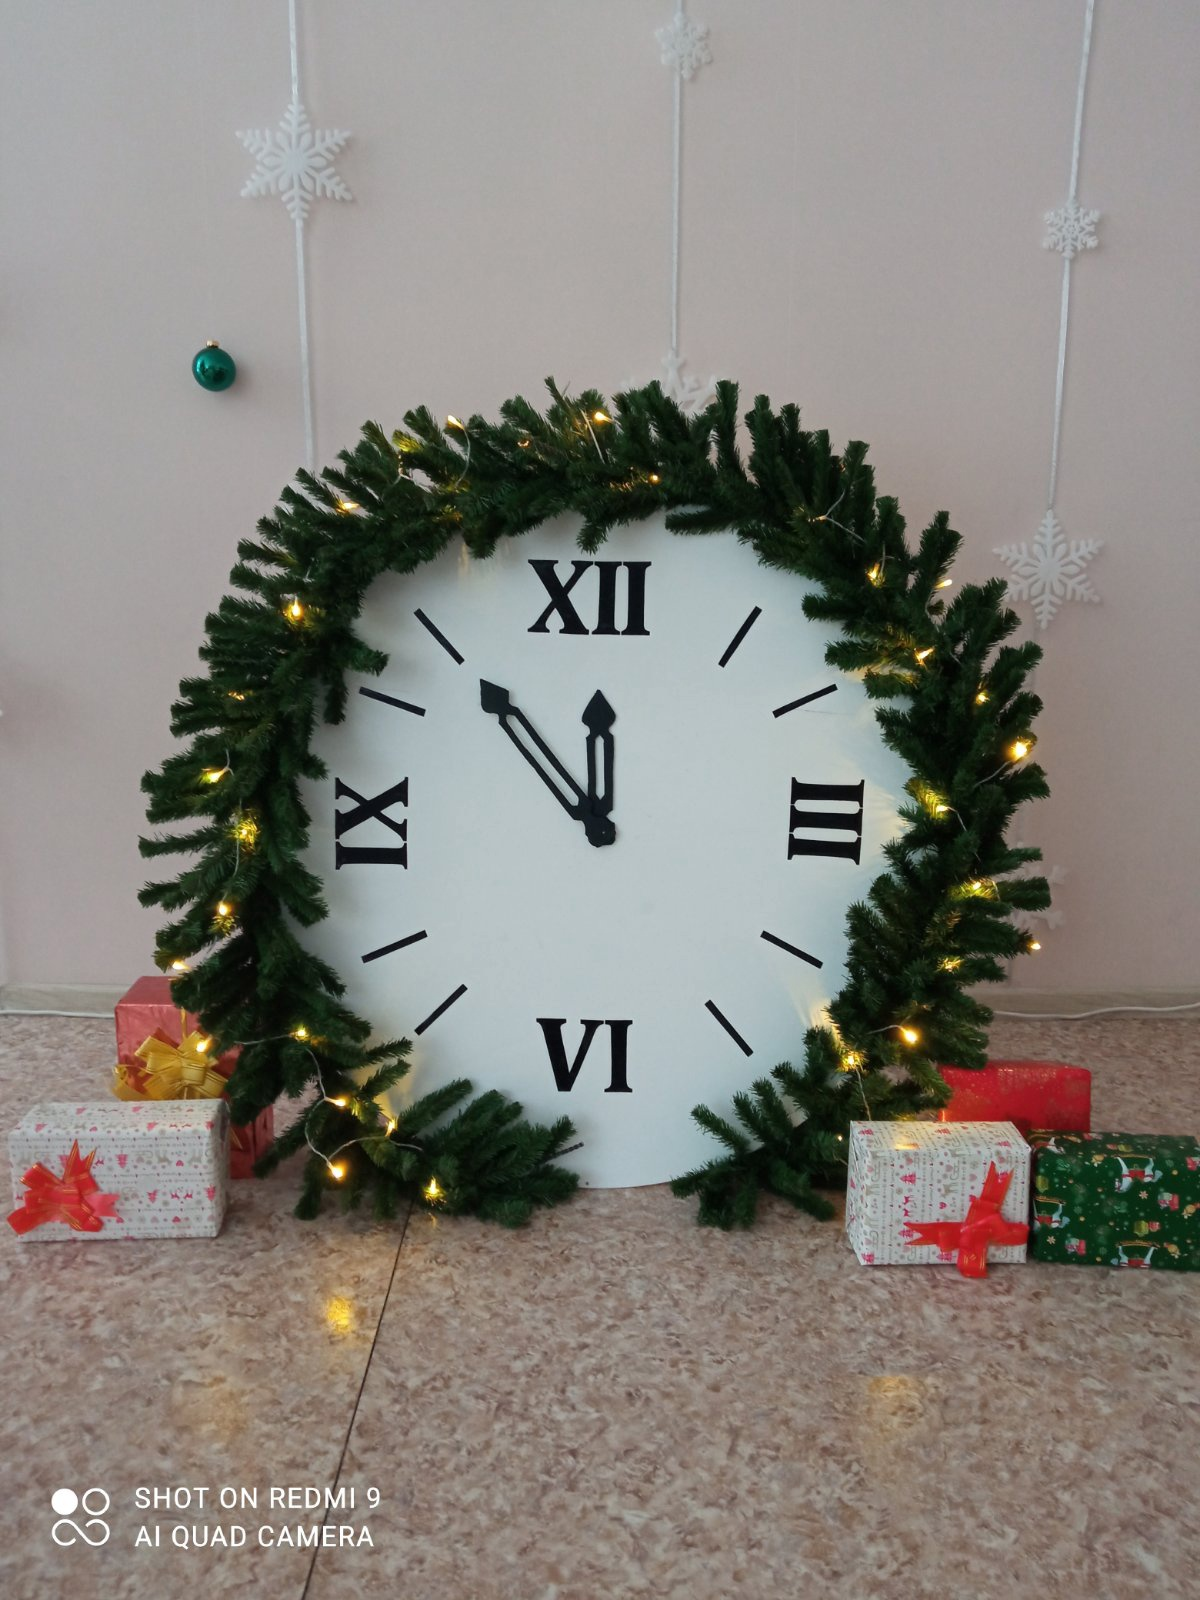 XII
IX
III
VI
SHOT ON REDMI 9
AI QUAD CAMERA